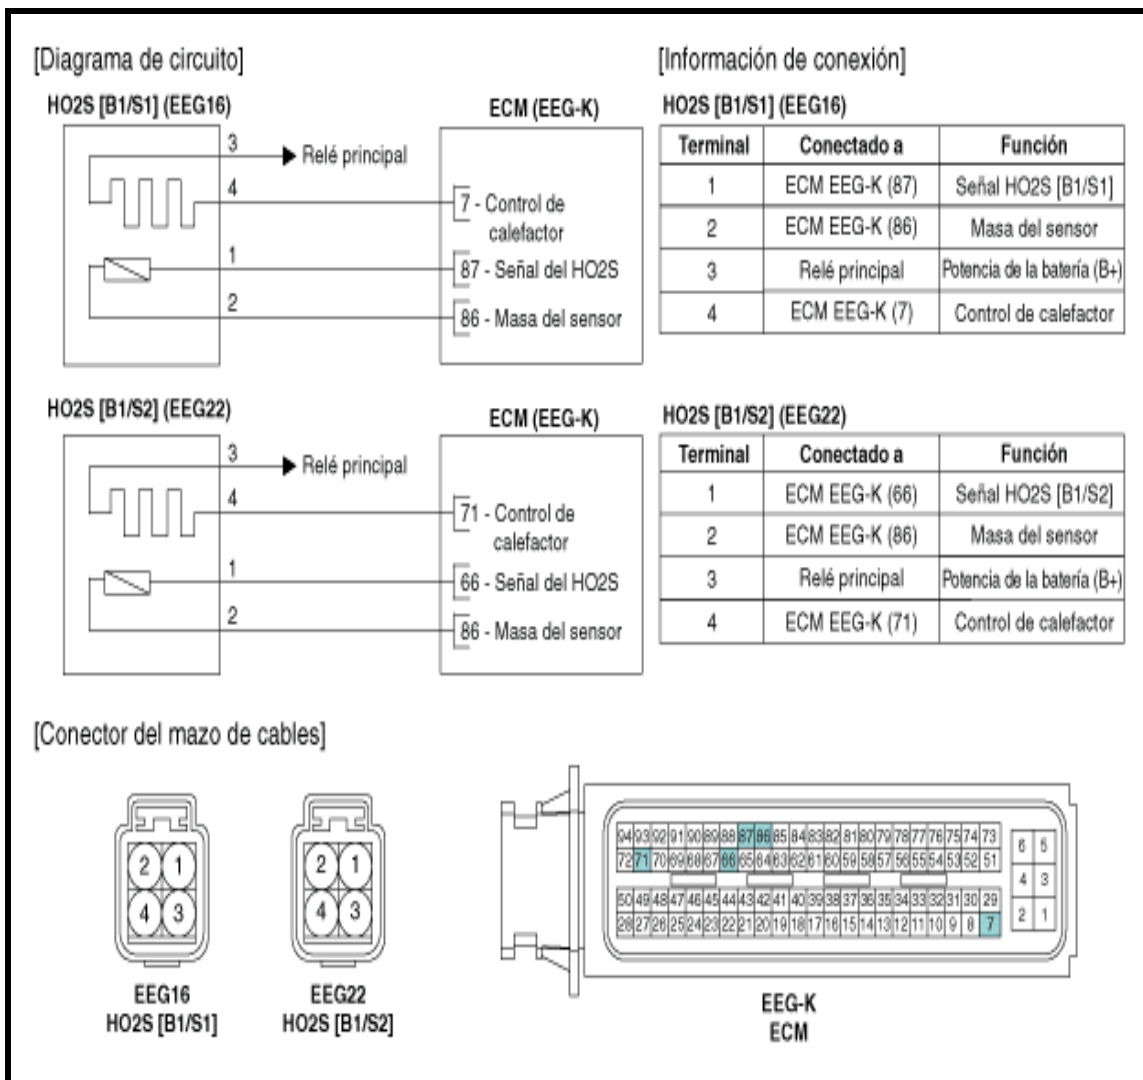 [Diagrama de circuito]
HO2S [B1/S1] (EEG16)
ECM (EEG-K)
3
Relé principal
4
7 - Control de
calefactor
1
87 - Señal del HO2S
2
86 - Masa del sensor
[Información de conexión]
HO2S [B1/S1] (EEG16)
Terminal Conectado a Función
1 ECM EEG-K (87) Señal HO2S [B1/S1]
2 ECM EEG-K (86) Masa del sensor
3 Relé principal Potencia de la batería (B+)
4 ECM EEG-K (7) Control de calefactor
HO2S [B1/S2] (EEG22)
ECM (EEG-K)
3
Relé principal
4
71 - Control de
calefactor
1
66 - Señal del HO2S
2
86 - Masa del sensor
HO2S [B1/S2] (EEG22)
Terminal Conectado a Función
1 ECM EEG-K (66) Señal HO2S [B1/S2]
2 ECM EEG-K (86) Masa del sensor
3 Relé principal Potencia de la batería (B+)
4 ECM EEG-K (71) Control de calefactor
[Conector del mazo de cables]
2 1
4 3
EEG16
HO2S [B1/S1]
2 1
4 3
EEG22
HO2S [B1/S2]
94 93 92 91 90 89 88 87 86 85 84 83 82 81 80 79 78 77 76 75 74 73
72 71 70 69 68 67 66 65 64 63 62 61 60 59 58 57 56 55 54 53 52 51
50 49 48 47 46 45 44 43 42 41 40 39 38 37 36 35 34 33 32 31 30 29
28 27 26 25 24 23 22 21 20 19 18 17 16 15 14 13 12 11 10 9 8 7
6 5
4 3
2 1
EEG-K
ECM